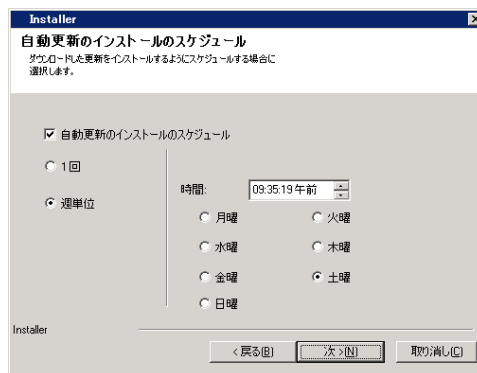 Installer
自動更新のインストールのスケジュール
ダウンロードした更新をインストールするようにスケジュールする場合に
選択します。
自動更新のインストールのスケジュール
1回
週単位
時間: 09:35:19 午前
月曜 火曜
水曜 木曜
金曜 土曜
日曜
Installer
< 戻る(B) 次 >(N) 取り消し(C)